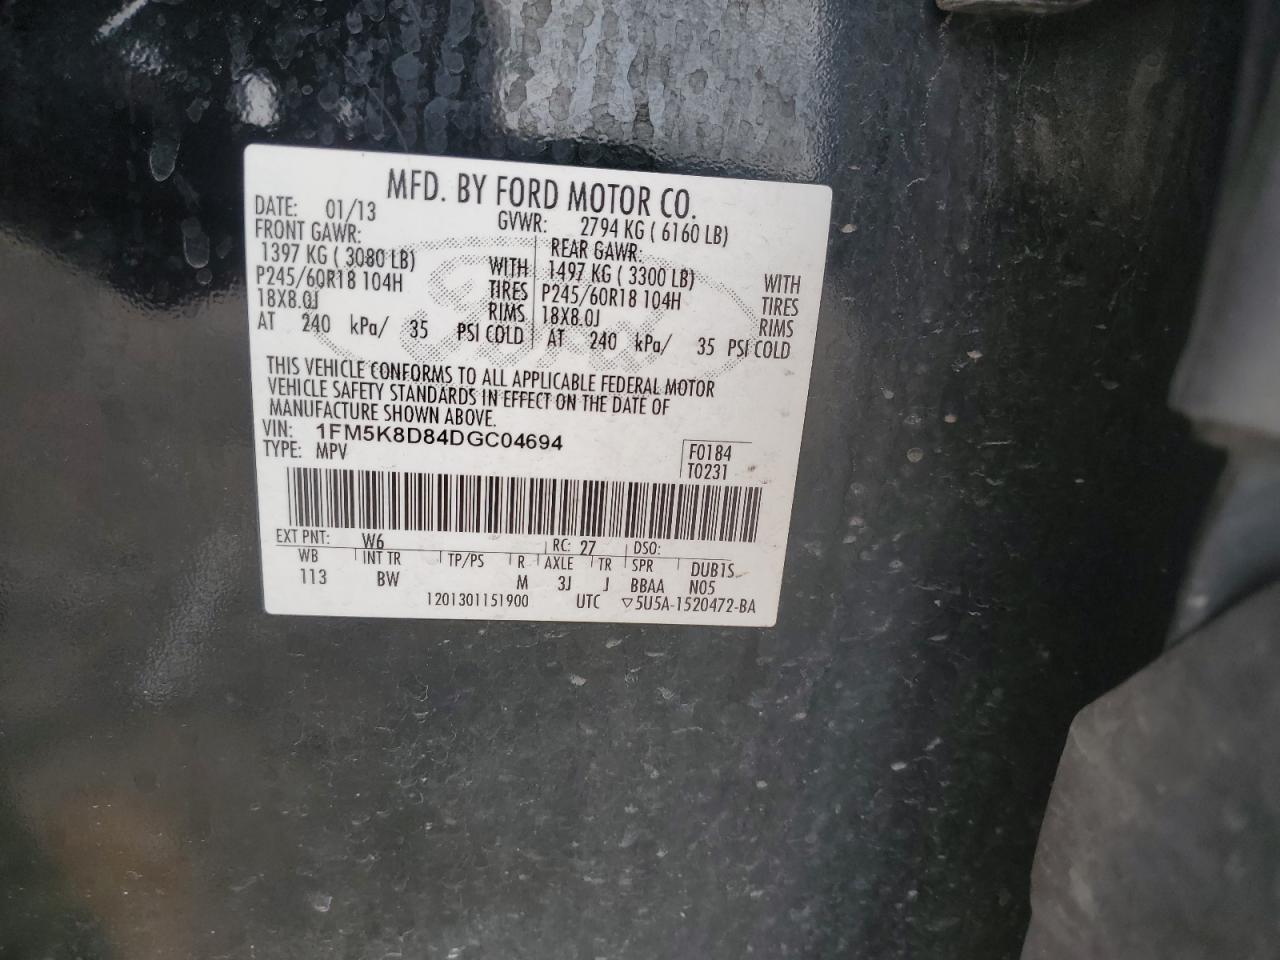 MFD. BY FORD MOTOR CO.
DATE: 01/13 GVWR: 2794 KG ( 6160 LB)
FRONT GAWR: REAR GAWR:
1397 KG ( 3080 LB) WITH 1497 KG ( 3300 LB) WITH
P245/60R18 104H TIRES P245/60R18 104H TIRES
18X8.0J RIMS 18X8.0J RIMS
AT 240 kPa/ 35 PSI COLD AT 240 kPa/ 35 PSI COLD
THIS VEHICLE CONFORMS TO ALL APPLICABLE FEDERAL MOTOR
VEHICLE SAFETY STANDARDS IN EFFECT ON THE DATE OF
MANUFACTURE SHOWN ABOVE.
VIN: 1FM5K8D84DGC04694
TYPE: MPV
F0184
T0231
EXT PNT: W6 RC: 27 DSO:
WB INT TR TP/PS R AXLE TR SPR DUB1S
113 BW M 3J J BBAA N05
1201301151900 UTC ▽5U5A-1520472-BA